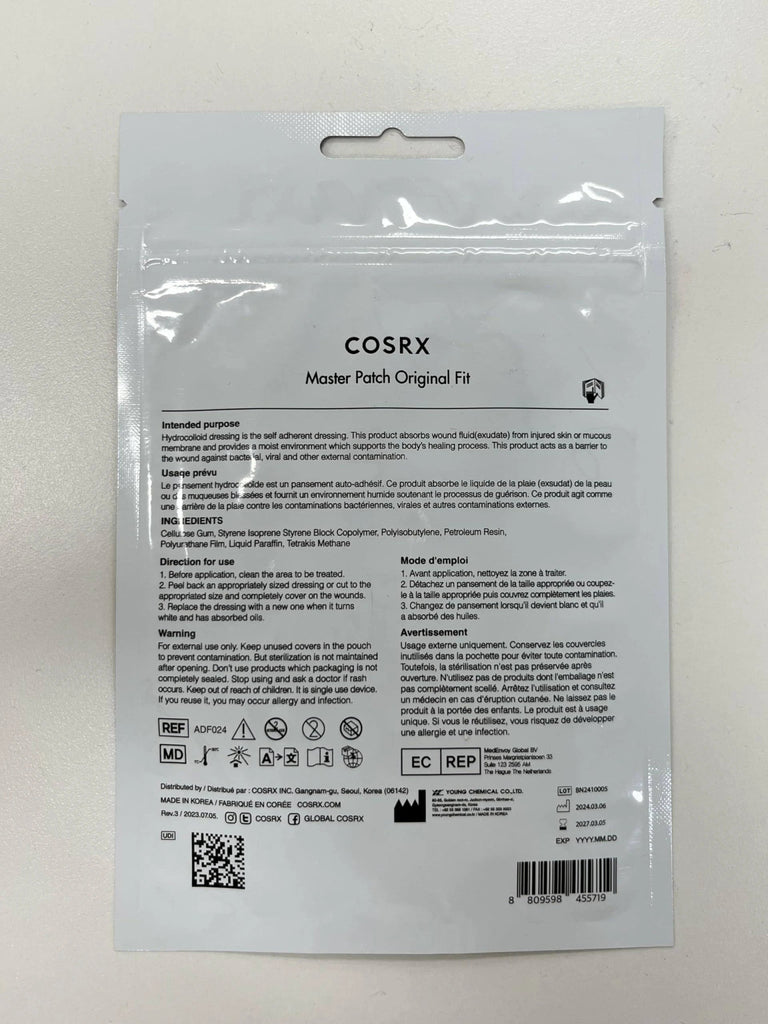 COSRX
Master Patch Original Fit
Intended purpose
Hydrocolloid dressing is the self adherent dressing. This product absorbs wound fluid(exudate) from injured skin or mucous
membrane and provides a moist environment which supports the body's healing process. This product acts as a barrier to
the wound against bacterial, viral and other external contamination.
Usage prévu
Le pansement hydrocolloïde est un pansement auto-adhésif. Ce produit absorbe le liquide de la plaie (exsudat) de la peau
ou des muqueuses blessées et fournit un environnement humide soutenant le processus de guérison. Ce produit agit comme
une barrière de la plaie contre les contaminations bactériennes, virales et autres contaminations externes.
INGREDIENTS
Cellulose Gum, Styrene Isoprene Styrene Block Copolymer, Polyisobutylene, Petroleum Resin,
Polyurethane Film, Liquid Paraffin, Tetrakis Methane
Direction for use
1. Before application, clean the area to be treated.
2. Peel back an appropriately sized dressing or cut to the
appropriated size and completely cover on the wounds.
3. Replace the dressing with a new one when it turns
white and has absorbed oils.
Warning
For external use only. Keep unused covers in the pouch
to prevent contamination. But sterilization is not maintained
after opening. Don't use products which packaging is not
completely sealed. Stop using and ask a doctor if rash
occurs. Keep out of reach of children. It is single use device.
If you reuse it, you may occur allergy and infection.
Mode d'emploi
1. Avant application, nettoyez la zone à traiter.
2. Détachez un pansement de la taille appropriée ou coupez-
le à la taille appropriée puis couvrez complètement les plaies.
3. Changez de pansement lorsqu'il devient blanc et qu'il
a absorbé des huiles.
Avertissement
Usage externe uniquement. Conservez les couvercles
inutilisés dans la pochette pour éviter toute contamination.
Toutefois, la stérilisation n'est pas préservée après
ouverture. N'utilisez pas de produits dont l'emballage n'est
pas complètement scellé. Arrêtez l'utilisation et consultez
un médecin en cas d'éruption cutanée. Ne laissez pas le
produit à la portée des enfants. Le produit est à usage
unique. Si vous le réutilisez, vous risquez de développer
une allergie et une infection.
REF ADF024
MD
EC REP
MedEnvoy Global BV
Prinses Margrietplantsoen 33
Suite 123 2595 AM
The Hague The Netherlands
Distributed by / Distribué par : COSRX INC. Gangnam-gu, Seoul, Korea (06142)
MADE IN KOREA / FABRIQUÉ EN CORÉE COSRX.COM
Rev.3 / 2023.07.05. COSRX GLOBAL COSRX
UDI
YOUNG CHEMICAL CO.LTD.
LOT BN2410005
2024.03.06
2027.03.05
EXP YYYY.MM.DD
8 809598 455719